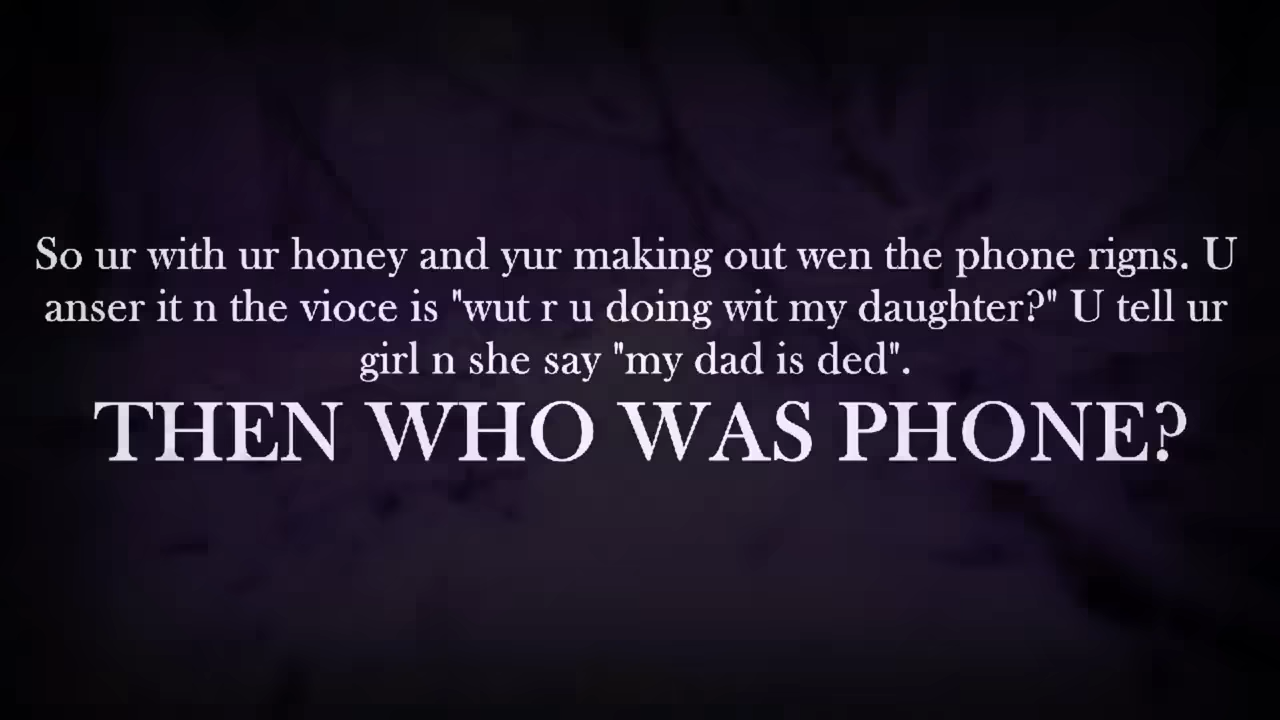 So ur with ur honey and yur making out wen the phone rigns. U
anser it n the vioce is "wut r u doing wit my daughter?" U tell ur
girl n she say "my dad is ded".
THEN WHO WAS PHONE?